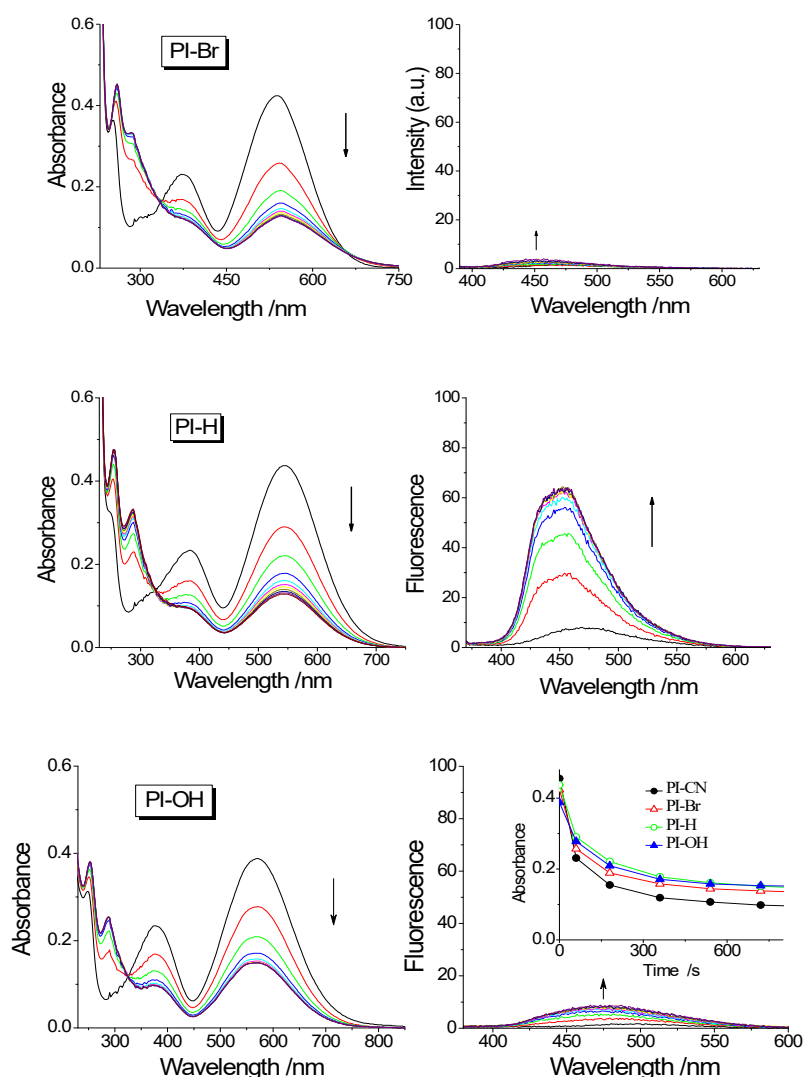 PI-Br
Absorbance
0.6
0.4
0.2
0.0
300 450 600 750
Wavelength /nm
Intensity (a.u.)
100
80
60
40
20
0
400 450 500 550 600
Wavelength /nm
PI-H
Absorbance
0.6
0.4
0.2
0.0
300 400 500 600 700
Wavelength /nm
Fluorescence
100
80
60
40
20
0
400 450 500 550 600
Wavelength /nm
PI-OH
Absorbance
0.6
0.4
0.2
0.0
300 400 500 600 700 800
Wavelength /nm
Fluorescence
100
80
60
40
20
0
400 450 500 550 600
Wavelength /nm
Absorbance
0.4
0.2
0.0
0 300 600
Time /s
PI-CN
PI-Br
PI-H
PI-OH